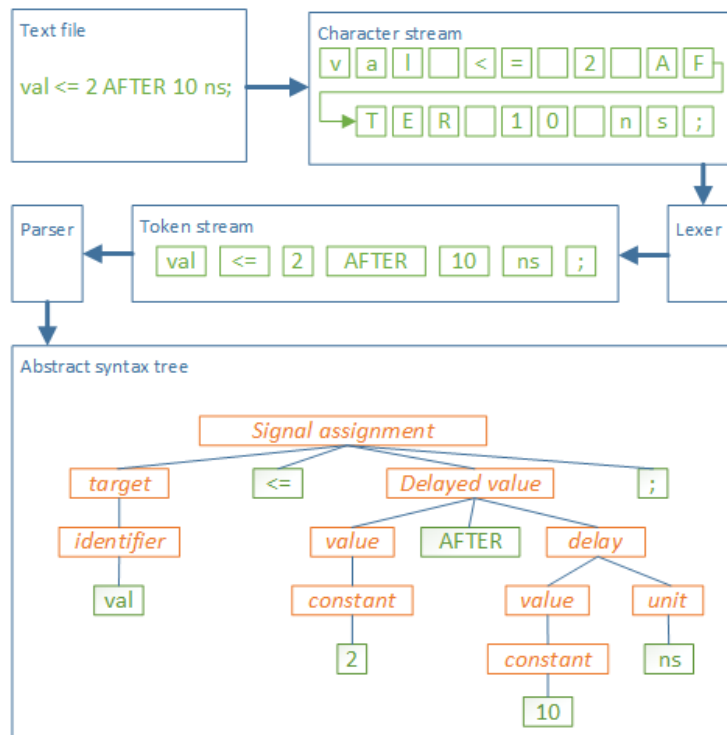 Text file
val <= 2 AFTER 10 ns;
Character stream
v a l < = 2 A F
T E R 1 0 n s ;
Parser
Token stream
val <= 2 AFTER 10 ns ;
Lexer
Abstract syntax tree
Signal assignment
target <= Delayed value ;
identifier value AFTER delay
val constant value unit
2 constant ns
10